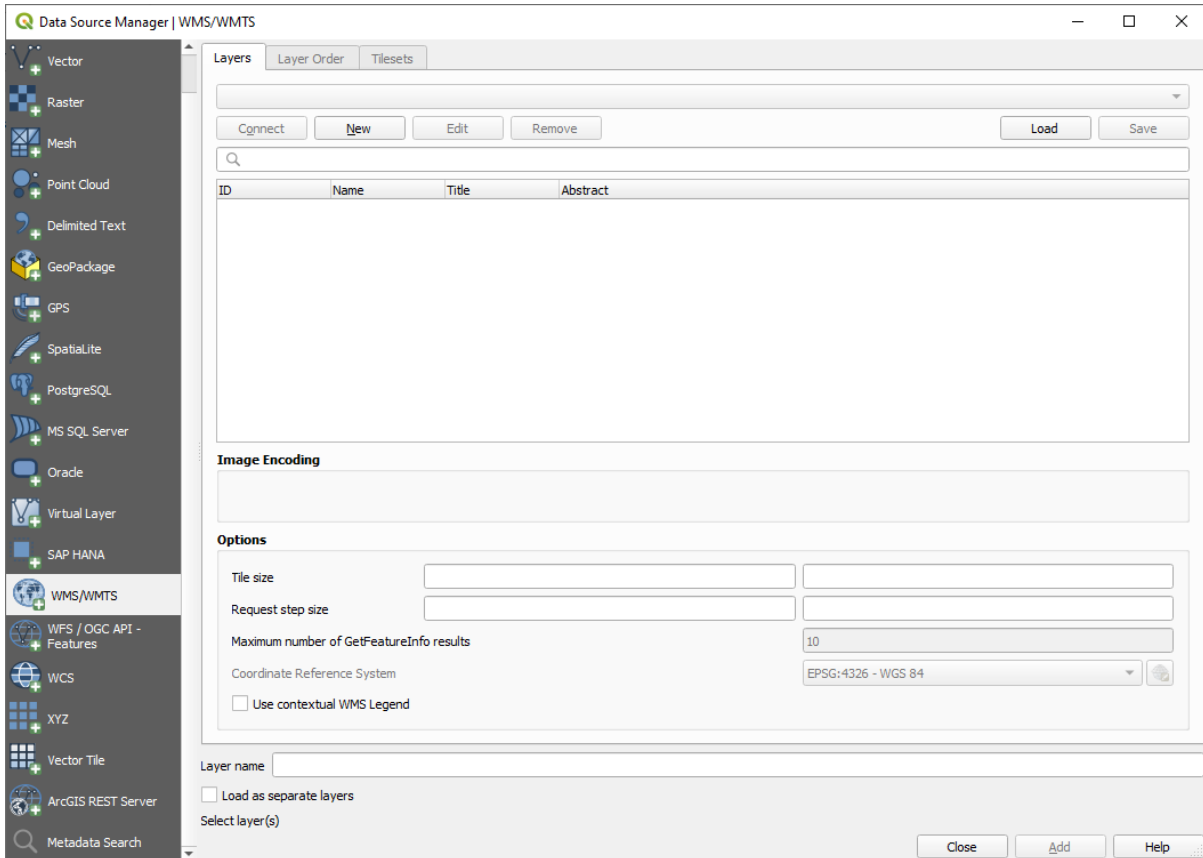 Data Source Manager | WMS/WMTS
Vector
Raster
Mesh
Point Cloud
Delimited Text
GeoPackage
GPS
SpatiaLite
PostgreSQL
MS SQL Server
Oracle
Virtual Layer
SAP HANA
WMS/WMTS
WFS / OGC API -
Features
WCS
XYZ
Vector Tile
ArcGIS REST Server
Metadata Search
Layers Layer Order Tilesets
Connect New Edit Remove Load Save
ID Name Title Abstract
Image Encoding
Options
Tile size
Request step size
Maximum number of GetFeatureInfo results 10
Coordinate Reference System EPSG:4326 - WGS 84
Use contextual WMS Legend
Layer name
Load as separate layers
Select layer(s)
Close Add Help